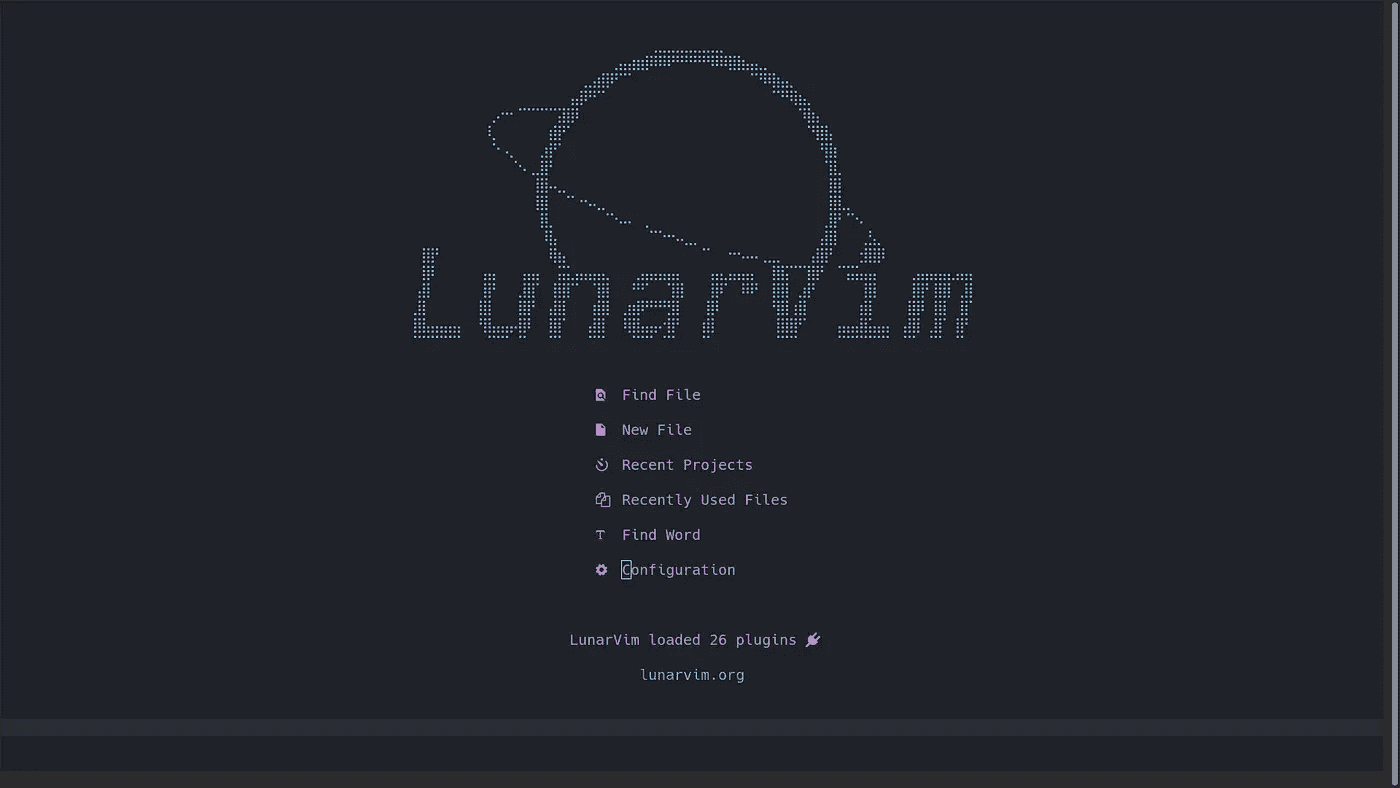 LunarVim
Find File
New File
Recent Projects
Recently Used Files
Find Word
Configuration
LunarVim loaded 26 plugins
lunarvim.org